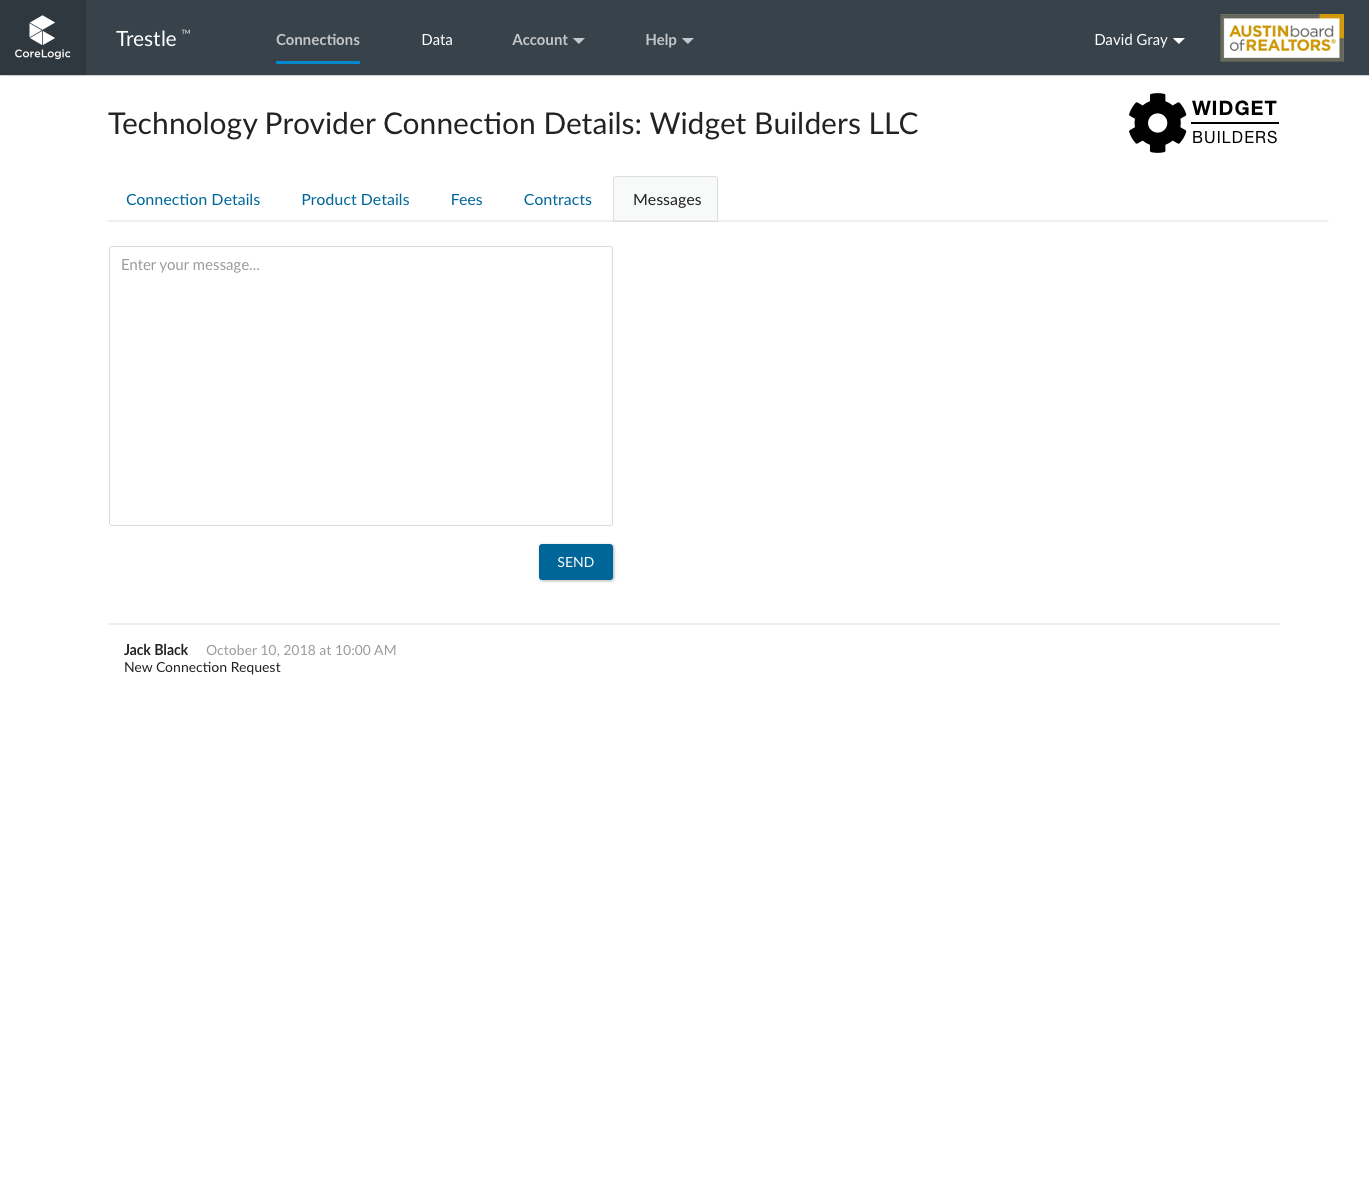 CoreLogic
Trestle ™
Connections
Data
Account
Help
David Gray
AUSTINboard
ofREALTORS®
Technology Provider Connection Details: Widget Builders LLC
WIDGET
BUILDERS
Connection Details
Product Details
Fees
Contracts
Messages
Enter your message...
SEND
Jack Black October 10, 2018 at 10:00 AM
New Connection Request